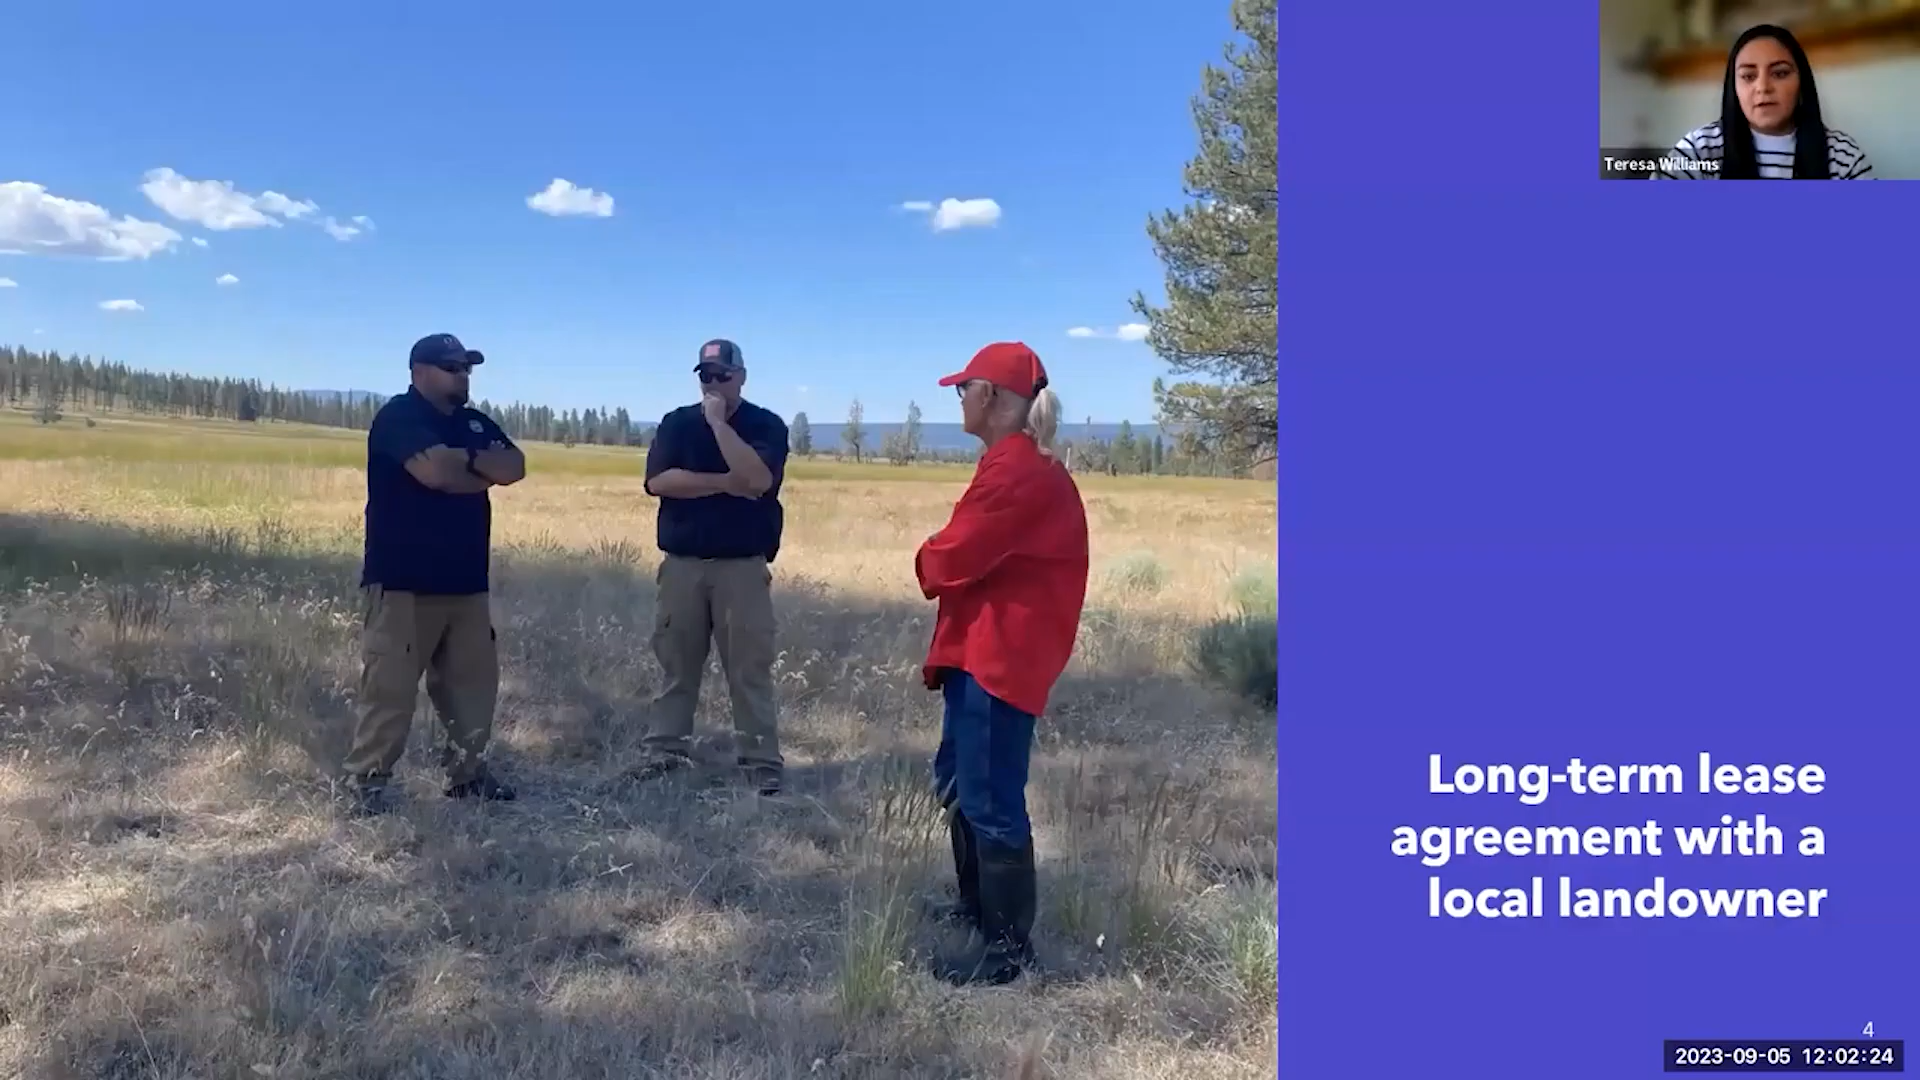 Teresa Williams
Long-term lease
agreement with a
local landowner
4
2023-09-05 12:02:24